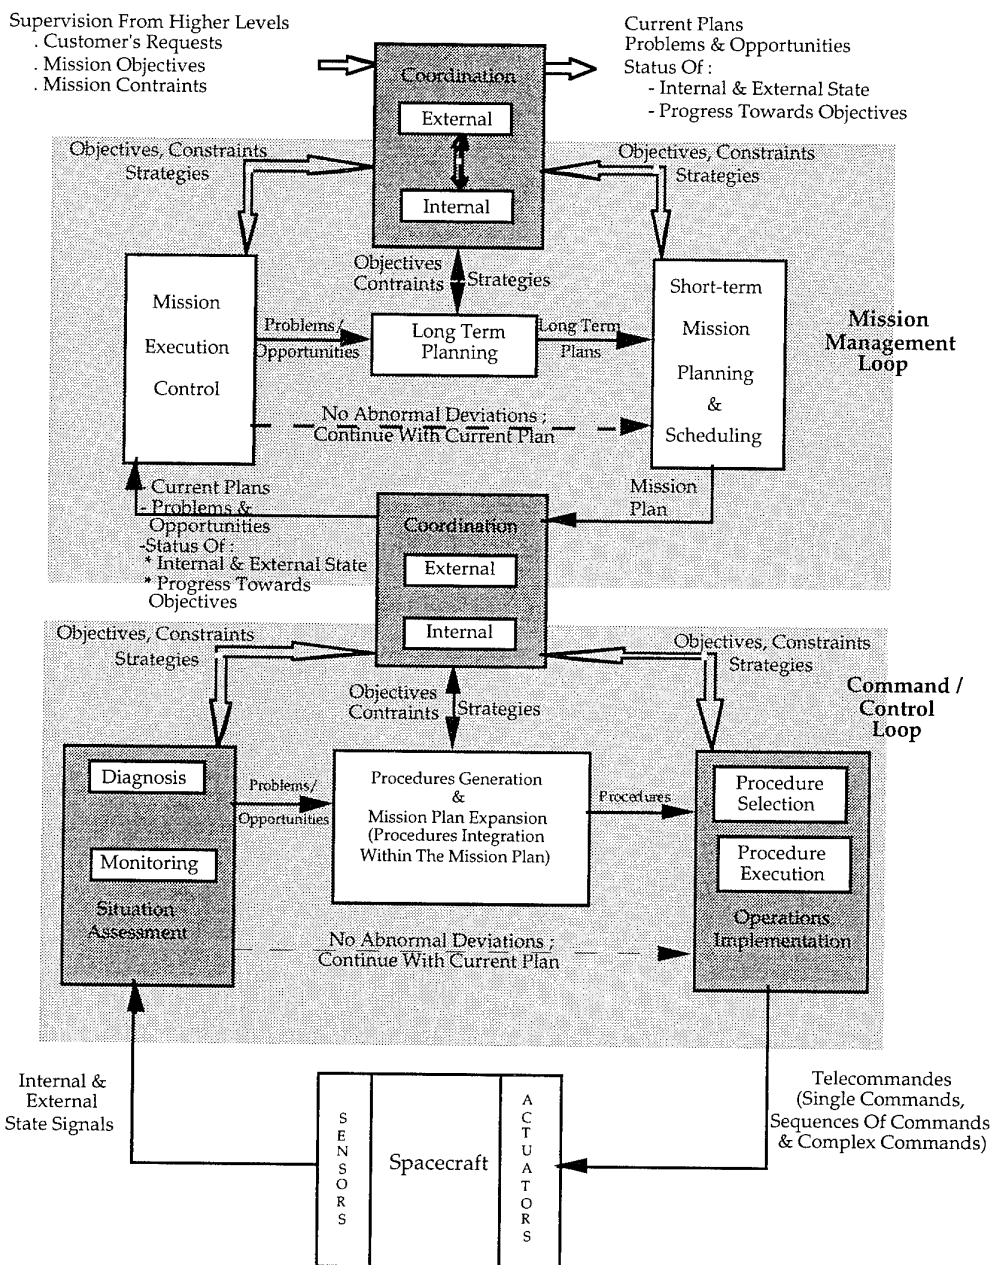 Supervision From Higher Levels
. Customer's Requests
. Mission Objectives
. Mission Contraints
Current Plans
Problems & Opportunities
Status Of :
- Internal & External State
- Progress Towards Objectives
Coordination
External
Internal
Objectives, Constraints
Strategies
Objectives, Constraints
Strategies
Objectives
Contraints
Strategies
Mission
Execution
Control
Problems/
Opportunities
Long Term
Planning
Long Term
Plans
Short-term
Mission
Planning
&
Scheduling
Mission
Management
Loop
No Abnormal Deviations ;
Continue With Current Plan
- Current Plans
- Problems &
Opportunities
-Status Of :
* Internal & External State
* Progress Towards
Objectives
Mission
Plan
Coordination
External
Internal
Objectives, Constraints
Strategies
Objectives, Constraints
Strategies
Objectives
Contraints
Strategies
Command /
Control
Loop
Diagnosis
Monitoring
Situation
Assessment
Problems/
Opportunities
Procedures Generation
&
Mission Plan Expansion
(Procedures Integration
Within The Mission Plan)
Procedures
Procedure
Selection
Procedure
Execution
Operations
Implementation
No Abnormal Deviations ;
Continue With Current Plan
Internal &
External
State Signals
SENSORS
Spacecraft
ACTUATORS
Telecommandes
(Single Commands,
Sequences Of Commands
& Complex Commands)